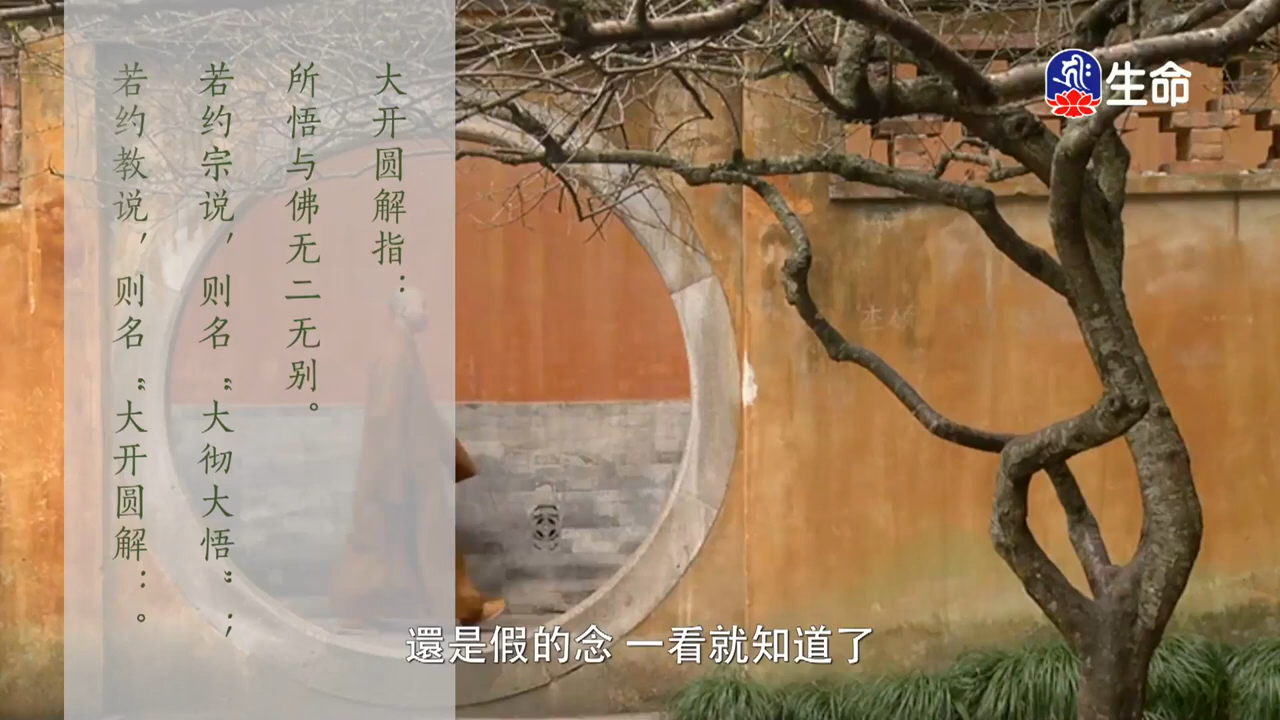 大开圆解指：
所悟与佛无二无别。
若约宗说，则名“大彻大悟”；
若约教说，则名“大开圆解”。
生命
還是假的念 一看就知道了